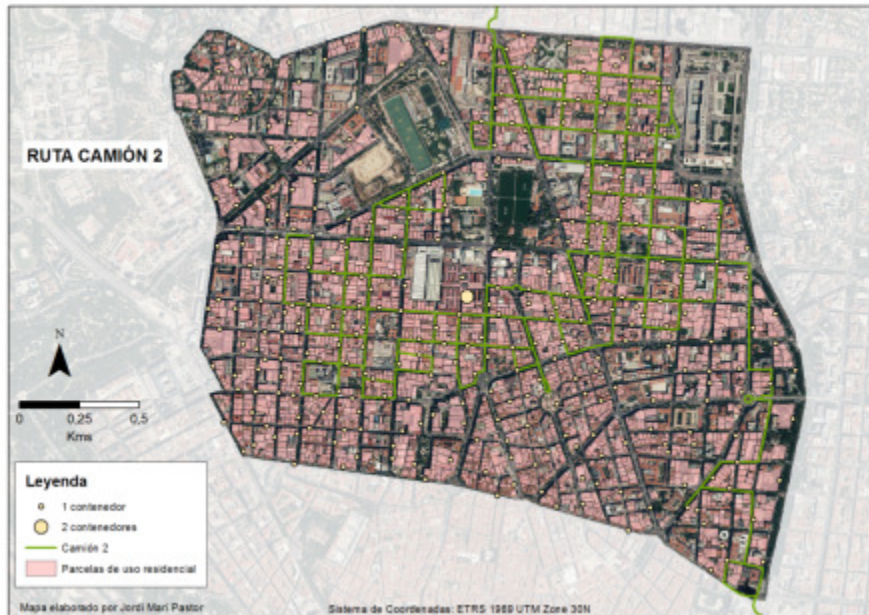 RUTA CAMIÓN 2
N
0 0,25 0,5
Kms
Leyenda
1 contenedor
2 contenedores
Camión 2
Parcelas de uso residencial
Mapa elaborado por Jordi Marí Pastor
Sistema de Coordenadas: ETRS 1989 UTM Zone 30N